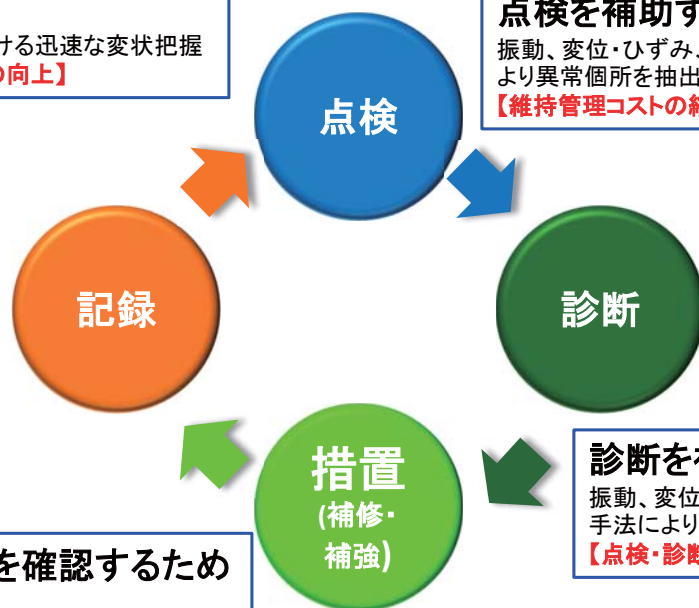 ける迅速な変状把握
の向上】
点検を補助す
振動、変位・ひずみ、
より異常個所を抽出
【維持管理コストの
点検
記録
診断
措置
(補修・
補強)
診断を
振動、変位
手法により
【点検・診断
を確認するため